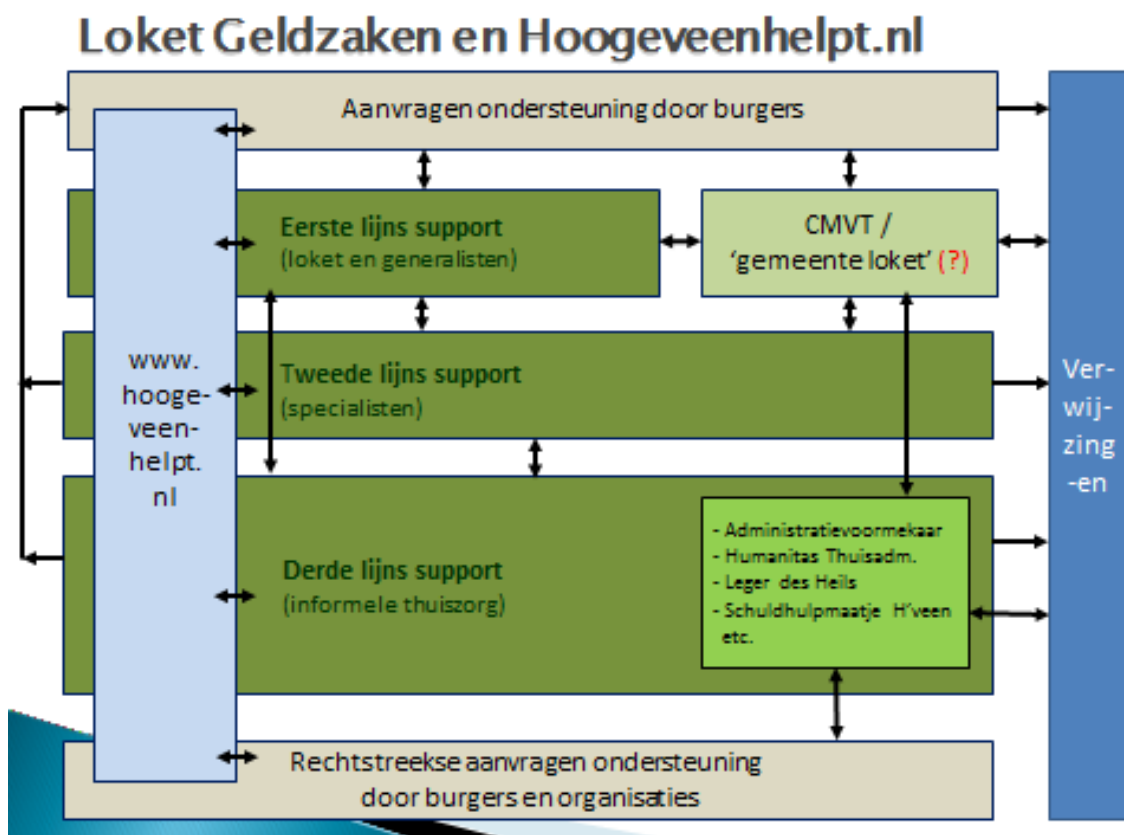 Loket Geldzaken en Hoogeveenhelpt.nl
Aanvragen ondersteuning door burgers
Eerste lijns support
(loket en generalisten)
CMVT /
'gemeente loket' (?)
www.
hooge-
veen-
helpt.
nl
Tweede lijns support
(specialisten)
Ver-
wij-
zing
-en
Derde lijns support
(informele thuiszorg)
- Administratievoormekaar
- Humanitas Thuisadm.
- Leger des Heils
- Schuldhulpmaatje H'veen
etc.
Rechtstreekse aanvragen ondersteuning
door burgers en organisaties